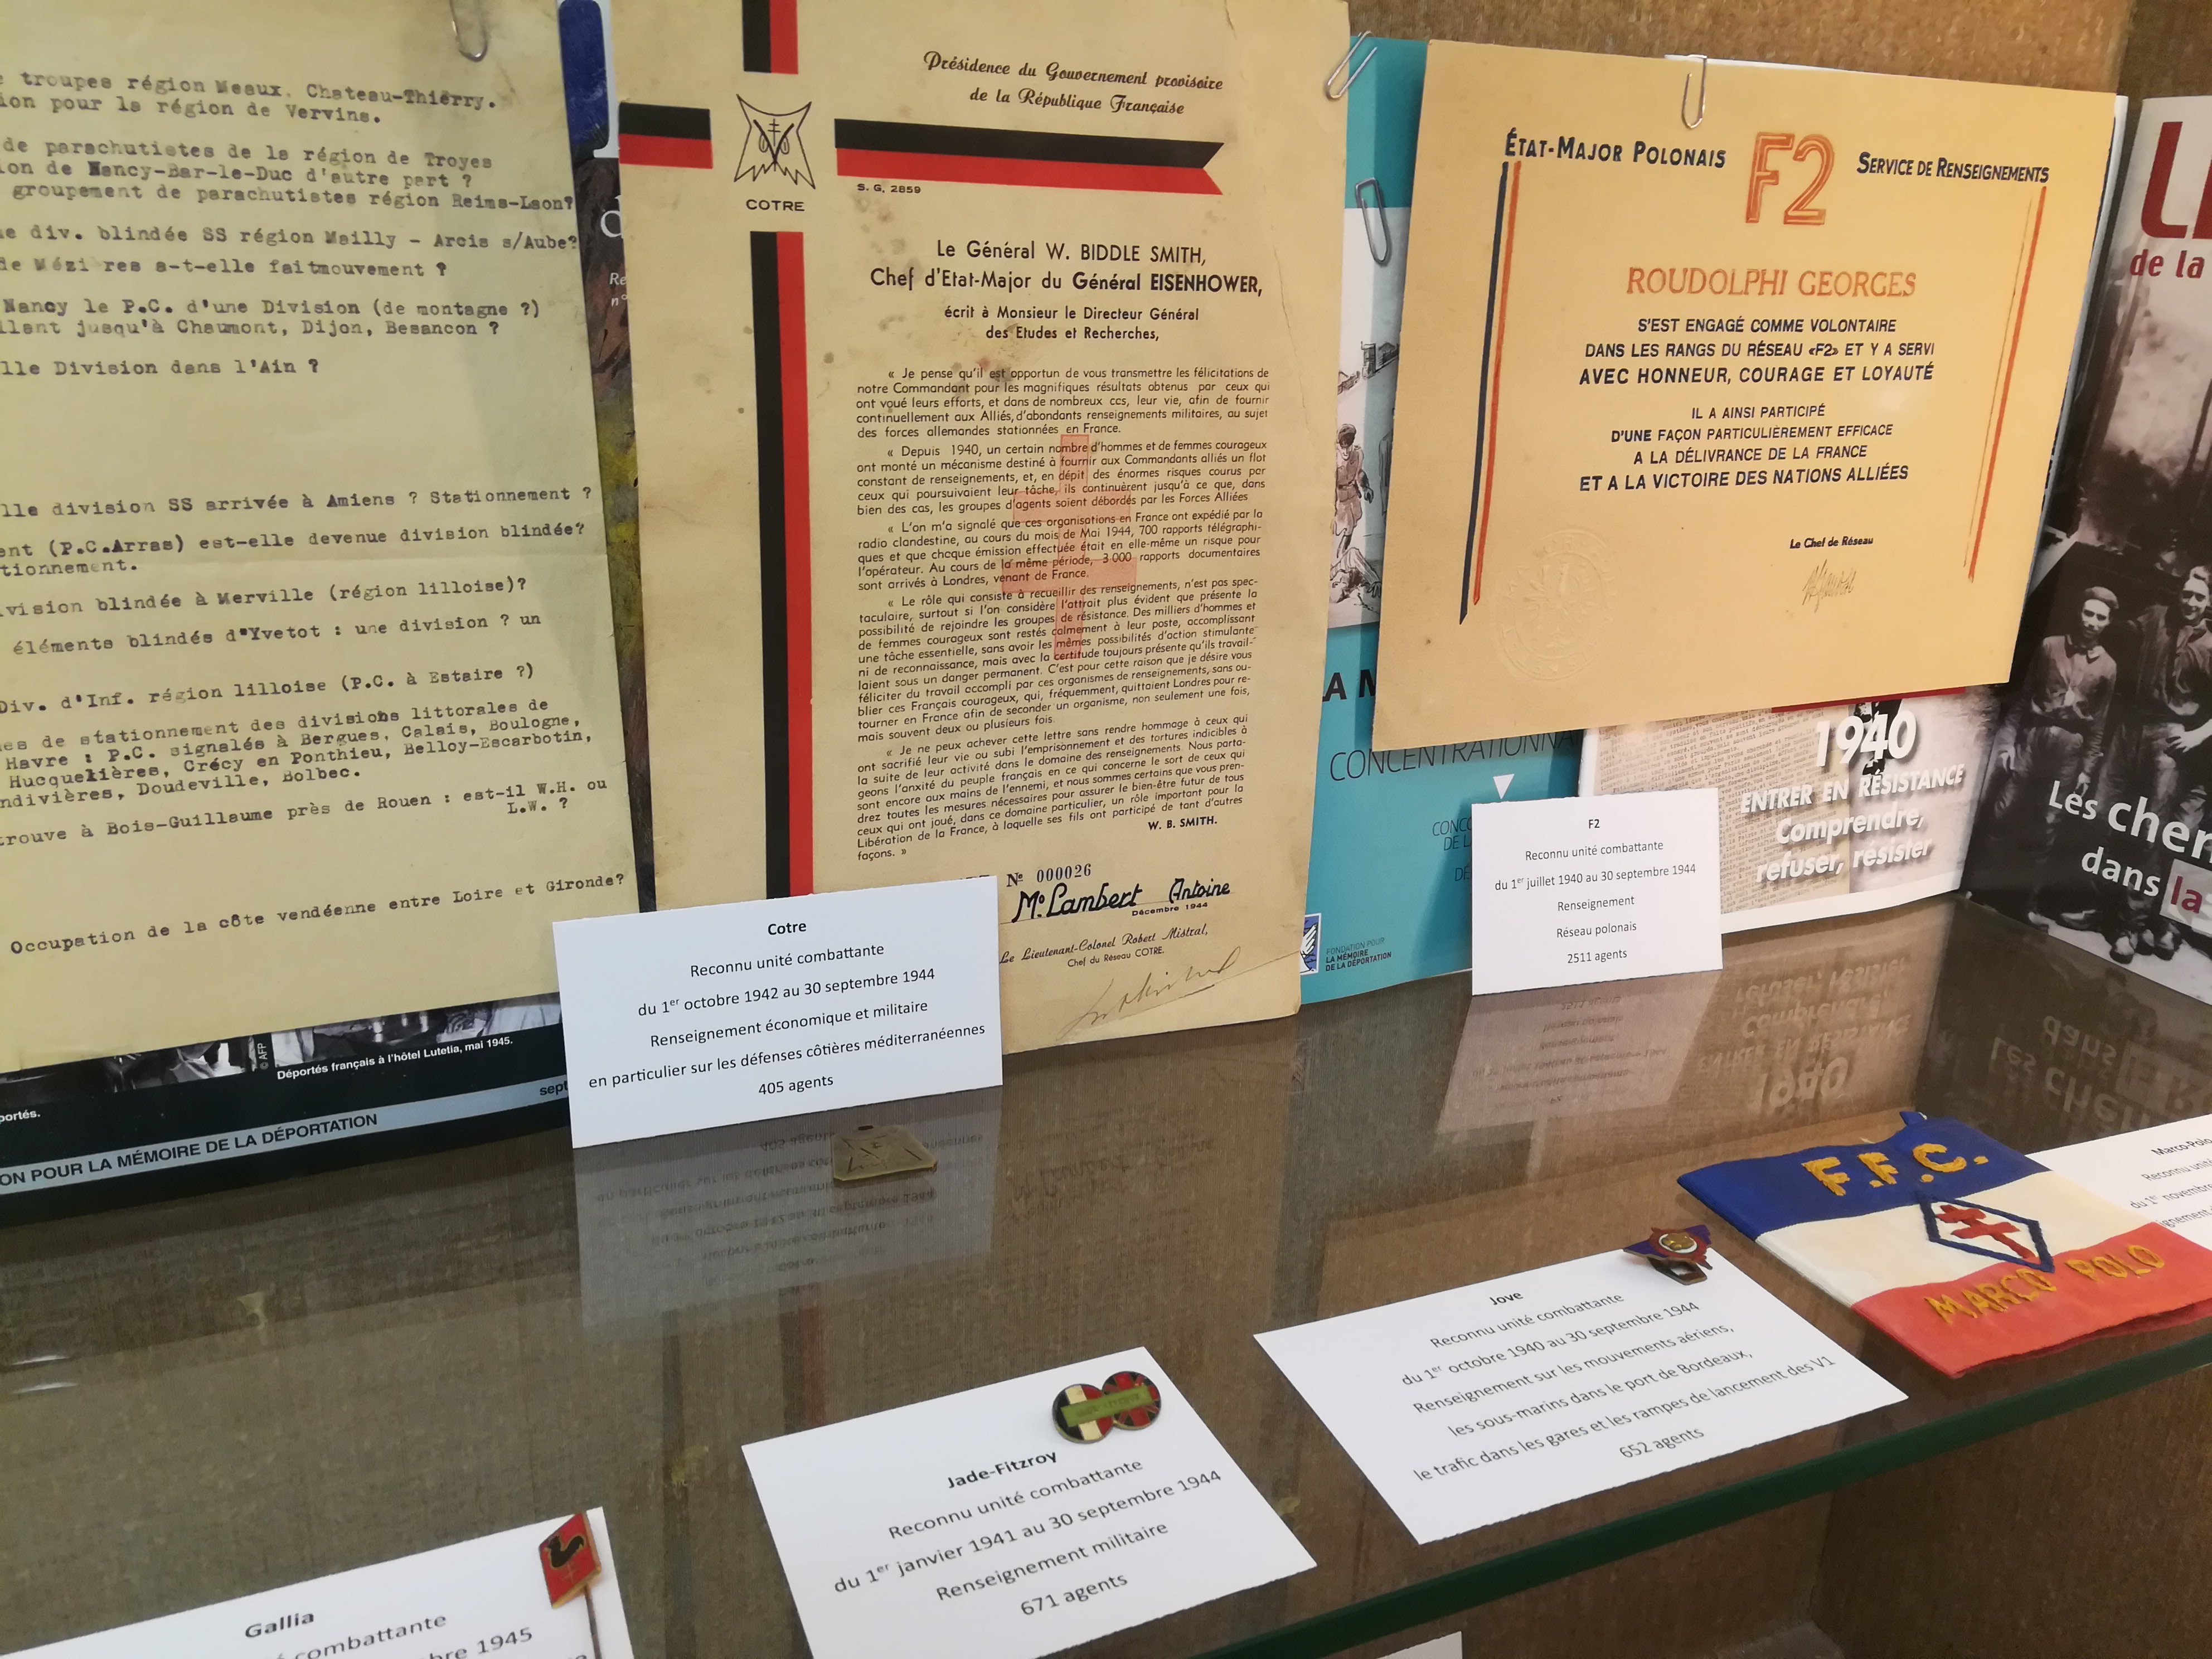 troupes région Meaux, Chateau-Thierry.
ion pour la région de Vervins.
de parachutistes de la région de Troyes
ion de Nancy-Bar-le-Duc d'autre part ?
groupement de parachutistes région Reims-Laon?
e div. blindée SS région Mailly - Arcis s/Aube?
de Mézi res a-t-elle faitmouvement ?
Nancy le P.C. d'une Division (de montagne ?)
llant jusqu'à Chaumont, Dijon, Besancon ?
lle Division dans l'Ain ?
lle division SS arrivée à Amiens ? Stationnement ?
ent (P.C.Arras) est-elle devenue division blindée?
tionnement.
ivision blindée à Merville (région lilloise)?
éléments blindés d'Yvetot : une division ? un
Div. d'Inf. région lilloise (P.C. à Estaire ?)
es de stationnement des divisions littorales de
Havre : P.C. signalés à Bergues, Calais, Boulogne,
Hucquelières, Crécy en Ponthieu, Belloy-Escarbotin,
ndivières, Doudeville, Bolbec.
trouve à Bois-Guillaume près de Rouen : est-il W.H. ou
L.W. ?
Occupation de la côte vendéenne entre Loire et Gironde?
© AFP
Déportés français à l'hôtel Lutetia, mai 1945.
portés.
sept
ON POUR LA MÉMOIRE DE LA DÉPORTATION
Présidence du Gouvernement provisoire
de la République Française
S. G. 2859
COTRE
Le Général W. BIDDLE SMITH,
Chef d'Etat-Major du Général EISENHOWER,
écrit à Monsieur le Directeur Général
des Etudes et Recherches,
« Je pense qu'il est opportun de vous transmettre les félicitations de
notre Commandant pour les magnifiques résultats obtenus par ceux qui
ont voué leurs efforts, et dans de nombreux cas, leur vie, afin de fournir
continuellement aux Alliés, d'abondants renseignements militaires, au sujet
des forces allemandes stationnées en France.
« Depuis 1940, un certain nombre d'hommes et de femmes courageux
ont monté un mécanisme destiné à fournir aux Commandants alliés un flot
constant de renseignements, et, en dépit des énormes risques courus par
ceux qui poursuivaient leur tâche, ils continuèrent jusqu'à ce que, dans
bien des cas, les groupes d'agents soient débordés par les Forces Alliées
« L'on m'a signalé que ces organisations en France ont expédié par la
radio clandestine, au cours du mois de Mai 1944, 700 rapports télégraphi-
ques et que chaque émission effectuée était en elle-même un risque pour
l'opérateur. Au cours de la même période, 3 000 rapports documentaires
sont arrivés à Londres, venant de France.
« Le rôle qui consiste à recueillir des renseignements, n'est pas spec-
taculaire, surtout si l'on considère l'attrait plus évident que présente la
possibilité de rejoindre les groupes de résistance. Des milliers d'hommes et
de femmes courageux sont restés calmement à leur poste, accomplissant
une tâche essentielle, sans avoir les mêmes possibilités d'action stimulante
ni de reconnaissance, mais avec la certitude toujours présente qu'ils travail-
laient sous un danger permanent. C'est pour cette raison que je désire vous
féliciter du travail accompli par ces organismes de renseignements, sans ou-
blier ces Français courageux, qui, fréquemment, quittaient Londres pour re-
tourner en France afin de seconder un organisme, non seulement une fois,
mais souvent deux ou plusieurs fois.
« Je ne peux achever cette lettre sans rendre hommage à ceux qui
ont sacrifié leur vie ou subi l'emprisonnement et des tortures indicibles à
la suite de leur activité dans le domaine des renseignements. Nous parta-
geons l'anxité du peuple français en ce qui concerne le sort de ceux qui
sont encore aux mains de l'ennemi, et nous sommes certains que vous pren-
drez toutes les mesures nécessaires pour assurer le bien-être futur de tous
ceux qui ont joué, dans ce domaine particulier, un rôle important pour la
Libération de la France, à laquelle ses fils ont participé de tant d'autres
façons. »
W. B. SMITH.
N° 000026
Mr Lambert Antoine
Décembre 1944
Le Lieutenant-Colonel Robert Mistral,
Chef du Réseau COTRE.
Cotre
Reconnu unité combattante
du 1er octobre 1942 au 30 septembre 1944
Renseignement économique et militaire
en particulier sur les défenses côtières méditerranéennes
405 agents
ÉTAT-MAJOR POLONAIS F2 SERVICE DE RENSEIGNEMENTS
ROUDOLPHI GEORGES
S'EST ENGAGÉ COMME VOLONTAIRE
DANS LES RANGS DU RÉSEAU «F2» ET Y A SERVI
AVEC HONNEUR, COURAGE ET LOYAUTÉ
IL A AINSI PARTICIPÉ
D'UNE FAÇON PARTICULIÈREMENT EFFICACE
A LA DÉLIVRANCE DE LA FRANCE
ET A LA VICTOIRE DES NATIONS ALLIÉES
Le Chef de Réseau
CONCENTRATIONNA
FONDATION POUR
LA MÉMOIRE
DE LA DÉPORTATION
F2
Reconnu unité combattante
du 1er juillet 1940 au 30 septembre 1944
Renseignement
Réseau polonais
2511 agents
1940
ENTRER EN RÉSISTANCE
Comprendre,
refuser, résister
de la
Les chem
dans la
F.F.C.
MARCO POLO
Marco-Polo
Reconnu unité
du 1er novembre
Jove
Reconnu unité combattante
du 1er octobre 1940 au 30 septembre 1944
Renseignement sur les mouvements aériens,
les sous-marins dans le port de Bordeaux,
le trafic dans les gares et les rampes de lancement des V1
652 agents
Jade-Fitzroy
Reconnu unité combattante
du 1er janvier 1941 au 30 septembre 1944
Renseignement militaire
671 agents
Gallia
combattante
bre 1945